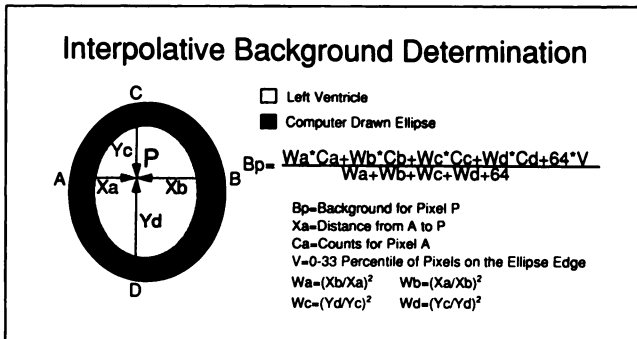 Interpolative Background Determination
C
Left Ventricle
Computer Drawn Ellipse
Yc P
A Xa Xb B
Yd
D
Bp=Wa*Ca+Wb*Cb+Wc*Cc+Wd*Cd+64*V
Wa+Wb+Wc+Wd+64
Bp=Background for Pixel P
Xa=Distance from A to P
Ca=Counts for Pixel A
V=0-33 Percentile of Pixels on the Ellipse Edge
Wa=(Xb/Xa)² Wb=(Xa/Xb)²
Wc=(Yd/Yc)² Wd=(Yc/Yd)²